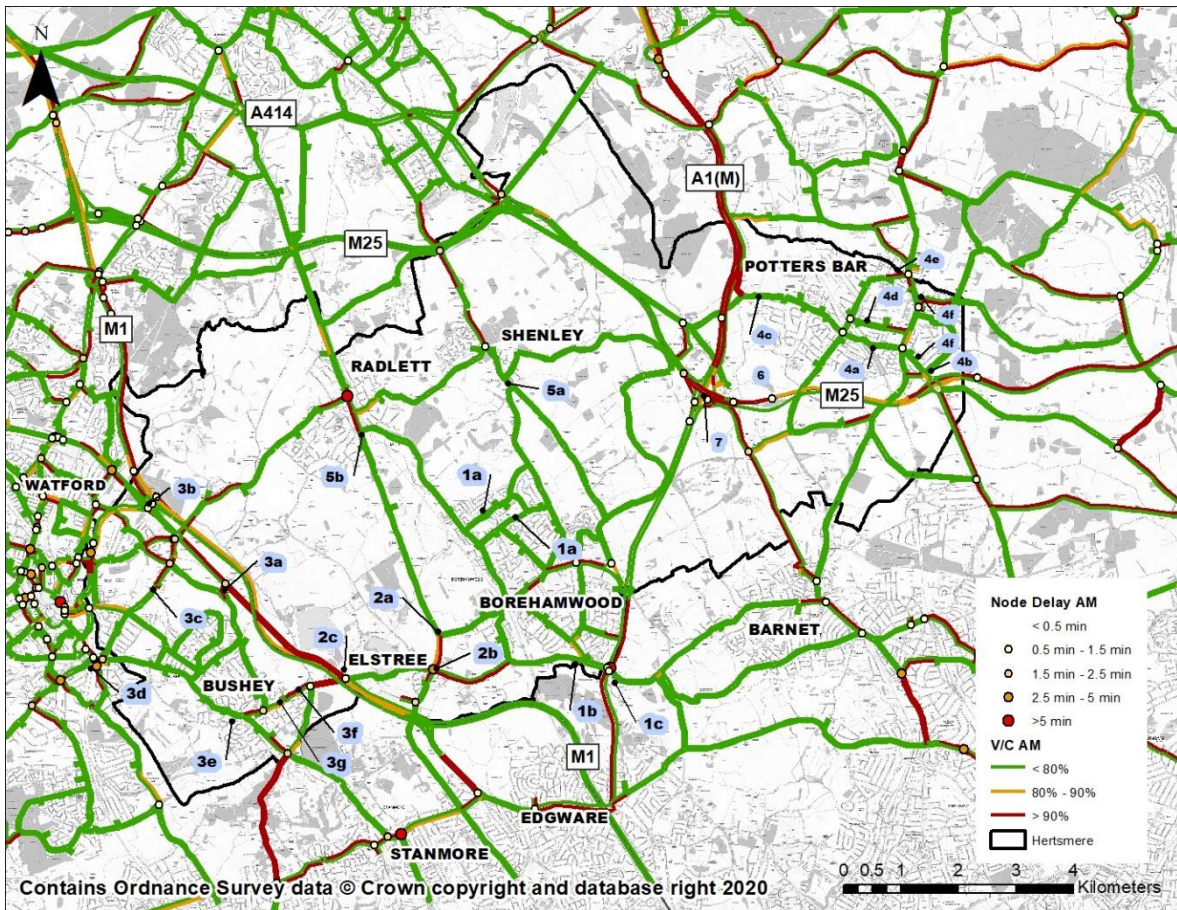 N
A414
A1(M)
M25
POTTERS BAR
4e
4d
4f
M1
SHENLEY
4c
RADLETT
4f
6
4a
4b
5a
M25
7
5b
1a
WATFORD
3b
1a
3a
2a
BOREHAMWOOD
3c
2c
BARNET
ELSTREE
2b
BUSHEY
3d
3f
1b
1c
3e
3g
M1
EDGWARE
STANMORE
Node Delay AM
< 0.5 min
0.5 min - 1.5 min
1.5 min - 2.5 min
2.5 min - 5 min
>5 min
V/C AM
< 80%
80% - 90%
> 90%
Hertsmere
0 0.5 1 2 3 4
Kilometers
Contains Ordnance Survey data © Crown copyright and database right 2020